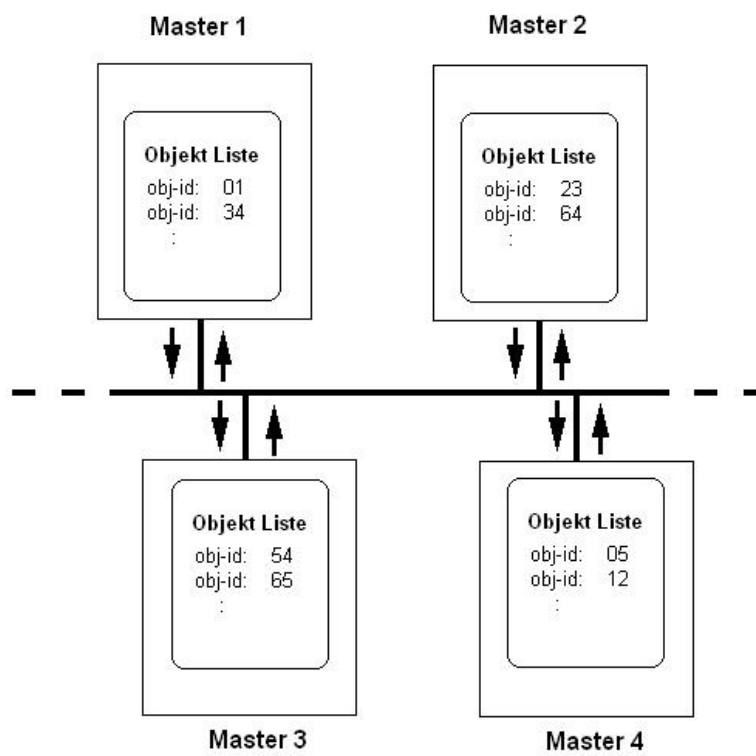 Master 1
Objekt Liste
obj-id: 01
obj-id: 34
:
Master 2
Objekt Liste
obj-id: 23
obj-id: 64
:
Objekt Liste
obj-id: 54
obj-id: 65
:
Master 3
Objekt Liste
obj-id: 05
obj-id: 12
:
Master 4